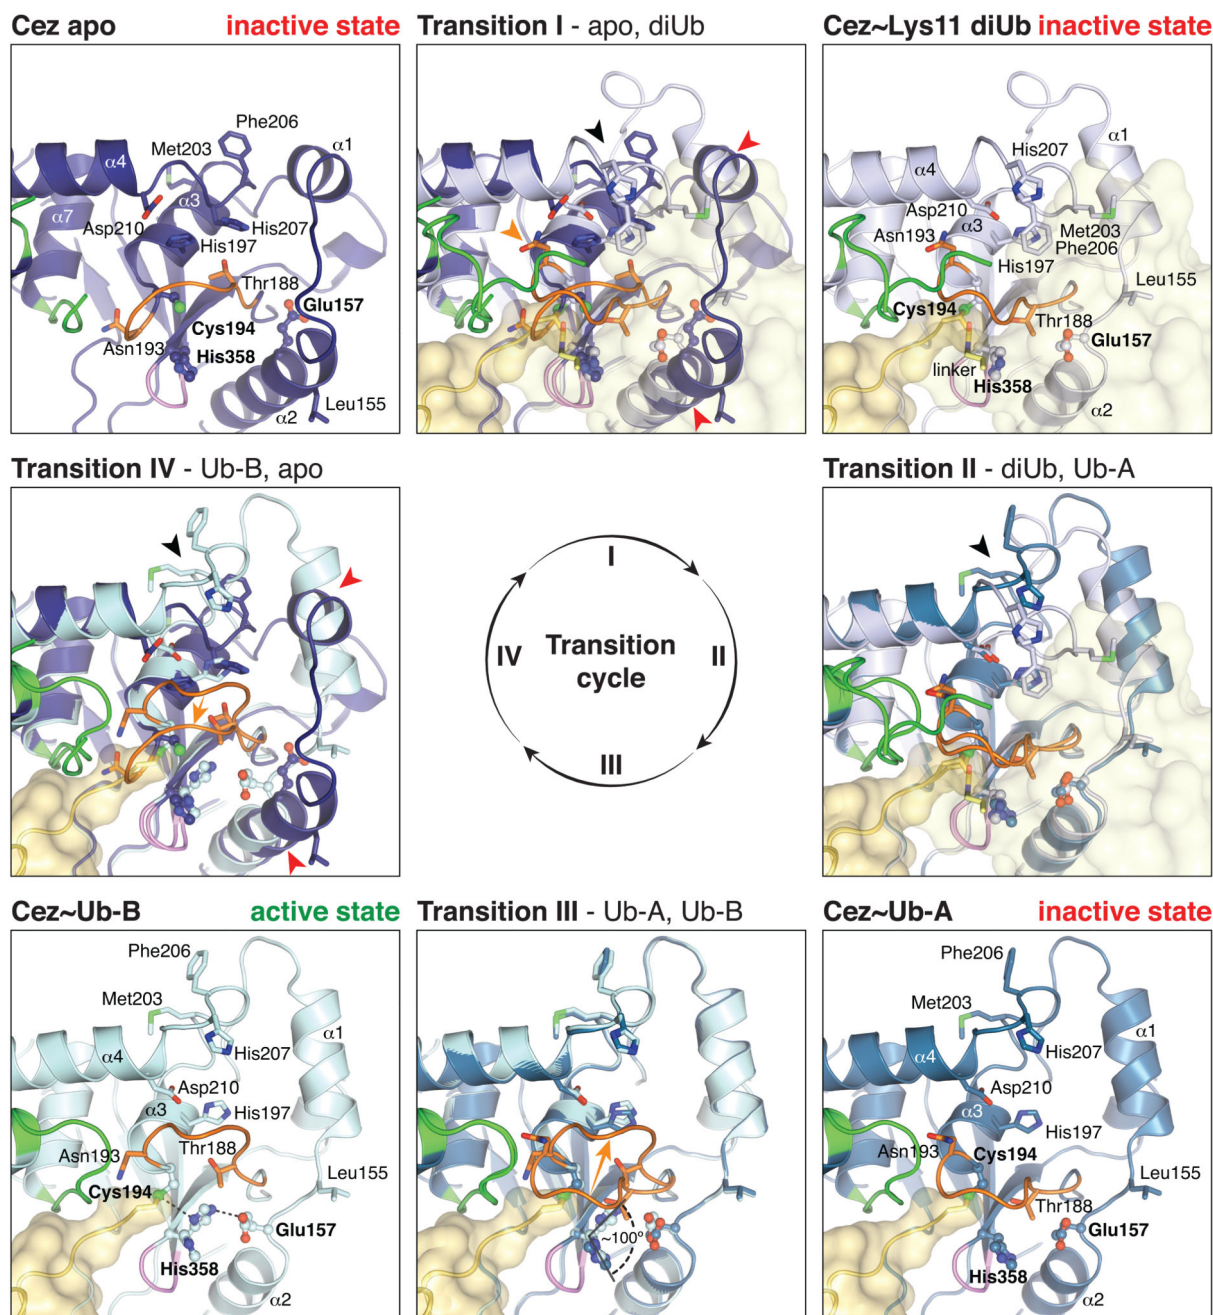 Cez apo inactive state
Transition I - apo, diUb
Cez~Lys11 diUb inactive state
Phe206
Met203
α1
α4
α3
α7
Asp210
His207
His197
Thr188
Glu157
Cys194
Asn193
His358
Leu155
α2
α1
His207
α4
Asp210
α3
Met203
Phe206
Asn193
His197
Leu155
Cys194
Thr188
Glu157
linker
His358
α2
Transition IV - Ub-B, apo
Transition II - diUb, Ub-A
I
IV Transition II
cycle
III
Cez~Ub-B active state
Transition III - Ub-A, Ub-B
Cez~Ub-A inactive state
Phe206
Met203
α1
His207
α4
Asp210
α3
His197
Asn193
Thr188
Leu155
Cys194
Glu157
His358
α2
~100°
Phe206
Met203
α1
His207
α4
Asp210
α3
His197
Asn193
Cys194
Leu155
Thr188
Glu157
His358
α2